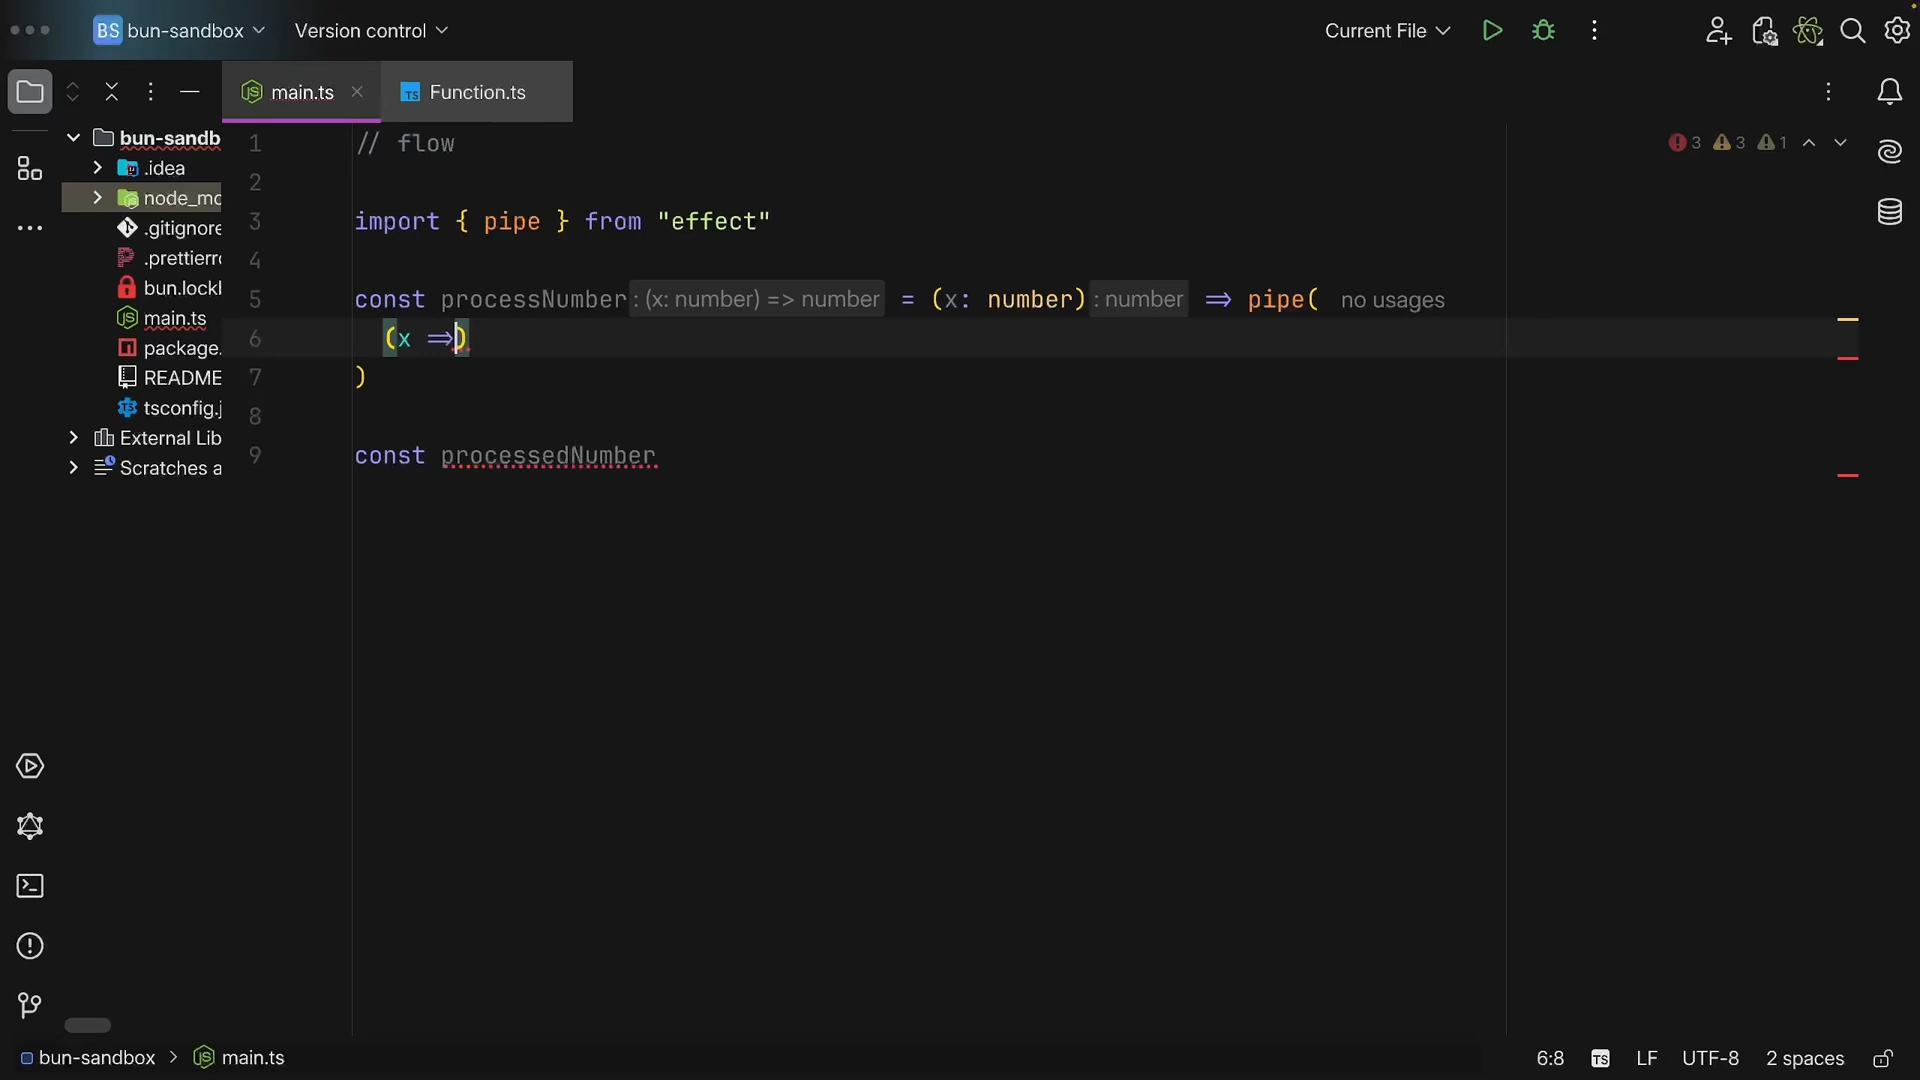 BS bun-sandbox Version control Current File
main.ts Function.ts
bun-sandb
.idea
node_mo
.gitignore
.prettierr
bun.lockl
main.ts
package.
README
tsconfig.j
External Lib
Scratches a
1 // flow
2
3 import { pipe } from "effect"
4
5 const processNumber : (x: number) => number = (x: number) : number => pipe( no usages
6 (x =>)
7 )
8
9 const processedNumber
3 3 1
bun-sandbox > main.ts 6:8 TS LF UTF-8 2 spaces